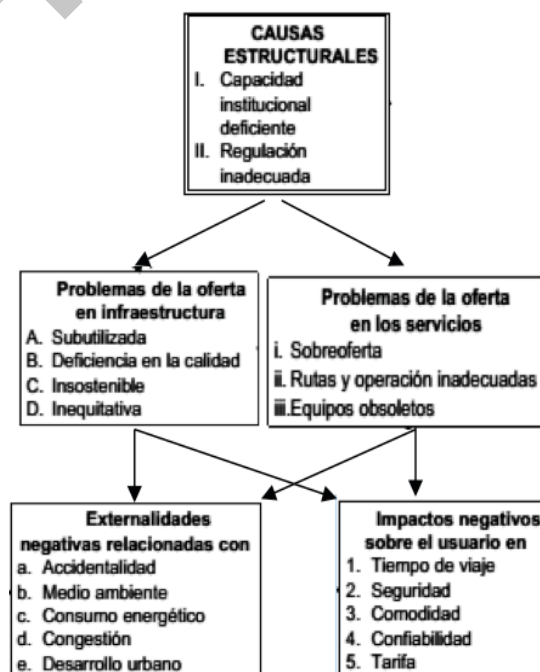 CAUSAS
ESTRUCTURALES
I. Capacidad
institucional
deficiente
II. Regulación
inadecuada
Problemas de la oferta
en infraestructura
A. Subutilizada
B. Deficiencia en la calidad
C. Insostenible
D. Inequitativa
Problemas de la oferta
en los servicios
i. Sobreoferta
ii. Rutas y operación inadecuadas
iii.Equipos obsoletos
Externalidades
negativas relacionadas con
a. Accidentalidad
b. Medio ambiente
c. Consumo energético
d. Congestión
e. Desarrollo urbano
Impactos negativos
sobre el usuario en
1. Tiempo de viaje
2. Seguridad
3. Comodidad
4. Confiabilidad
5. Tarifa